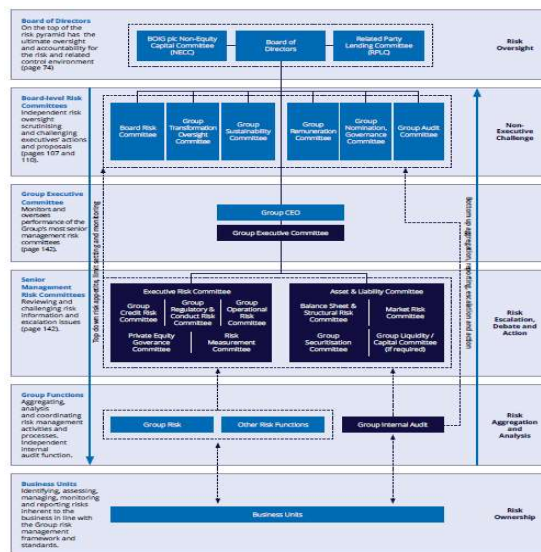 Board of Directors
On the top of the
risk pyramid has the
ultimate oversight
and accountability for
the risk and related
control environment
(page 74)
BOIG plc Non-Equity
Capital Committee
(NECC)
Board of
Directors
Related Party
Lending Committee
(RPLC)
Risk
Oversight
Board-level Risk
Committees
Independent risk
oversight
scrutinising
and challenging
executives' actions
and proposals
(pages 107 and
110).
Board Risk
Committee
Group
Transformation
Oversight
Committee
Group
Sustainability
Committee
Group
Remuneration
Committee
Group
Nomination,
Governance
Committee
Group Audit
Committee
Non-
Executive
Challenge
Group Executive
Committee
Monitors and
oversees
performance of the
Group's most senior
management risk
committees
(page 142).
Group CEO
Group Executive Committee
Top down risk appetite, limit setting and monitoring
Bottom up aggregation, reporting, escalation and action
Senior
Management
Risk Committees
Reviewing and
challenging risk
information and
escalation issues
(page 142).
Executive Risk Committee
Group
Credit Risk
Committee
Group
Regulatory &
Conduct Risk
Committee
Group
Operational
Risk
Committee
Private Equity
Goverance
Committee
Risk
Measurement
Committee
Asset & Liability Committee
Balance Sheet &
Structural Risk
Committee
Market Risk
Committee
Group
Securitisation
Committee
Group Liquidity /
Capital Committee
(if required)
Risk
Escalation,
Debate and
Action
Group Functions
Aggregating,
analysis
and coordinating
risk management
activities and
processes.
Independent
internal
audit function.
Group Risk
Other Risk Functions
Group Internal Audit
Risk
Aggregation
and
Analysis
Business Units
Identifying, assessing,
managing, monitoring
and reporting risks
inherent to the
business in line with
the Group risk
management
framework and
standards.
Business Units
Risk
Ownership